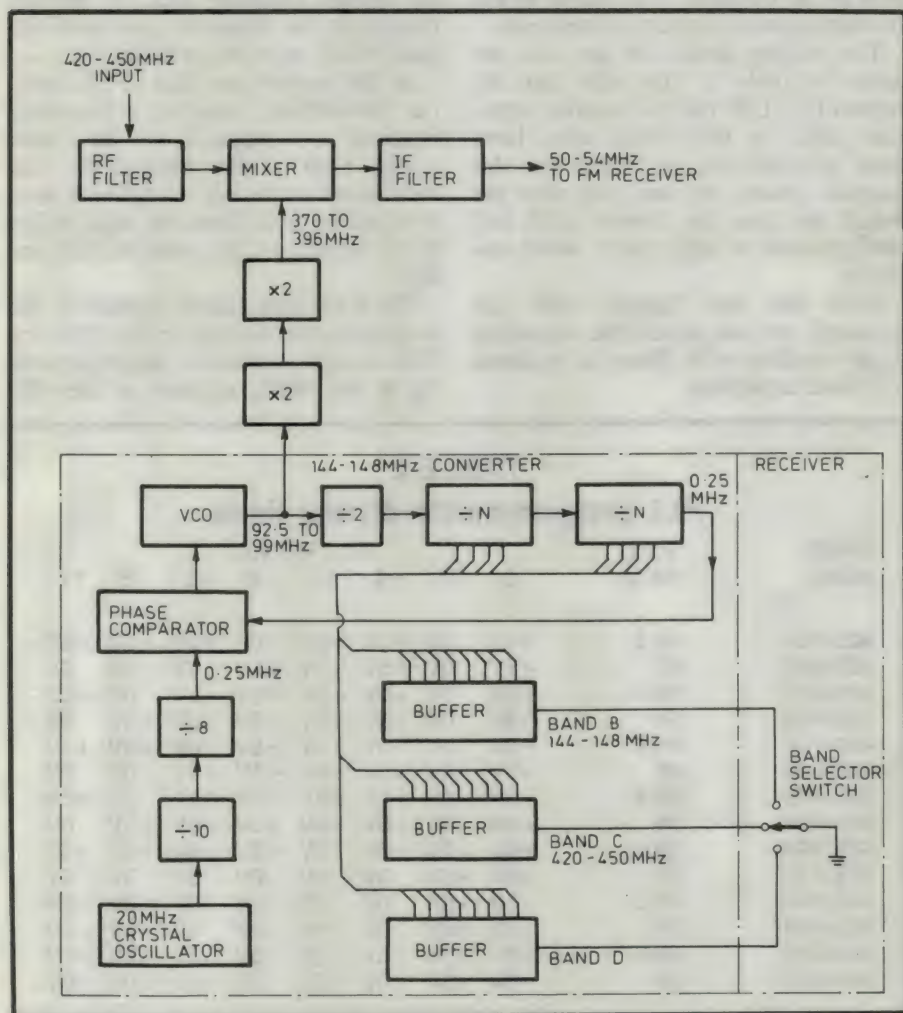 420-450MHz
INPUT
RF
FILTER
MIXER
IF
FILTER
50-54MHz
TO FM RECEIVER
370 TO
396MHz
×2
×2
144-148MHz CONVERTER
RECEIVER
VCO
92.5 TO
99MHz
÷2
÷N
÷N
0·25
MHz
PHASE
COMPARATOR
0·25MHz
÷8
÷10
20MHz
CRYSTAL
OSCILLATOR
BUFFER
BAND B
144-148MHz
BUFFER
BAND C
420-450MHz
BUFFER
BAND D
BAND
SELECTOR
SWITCH